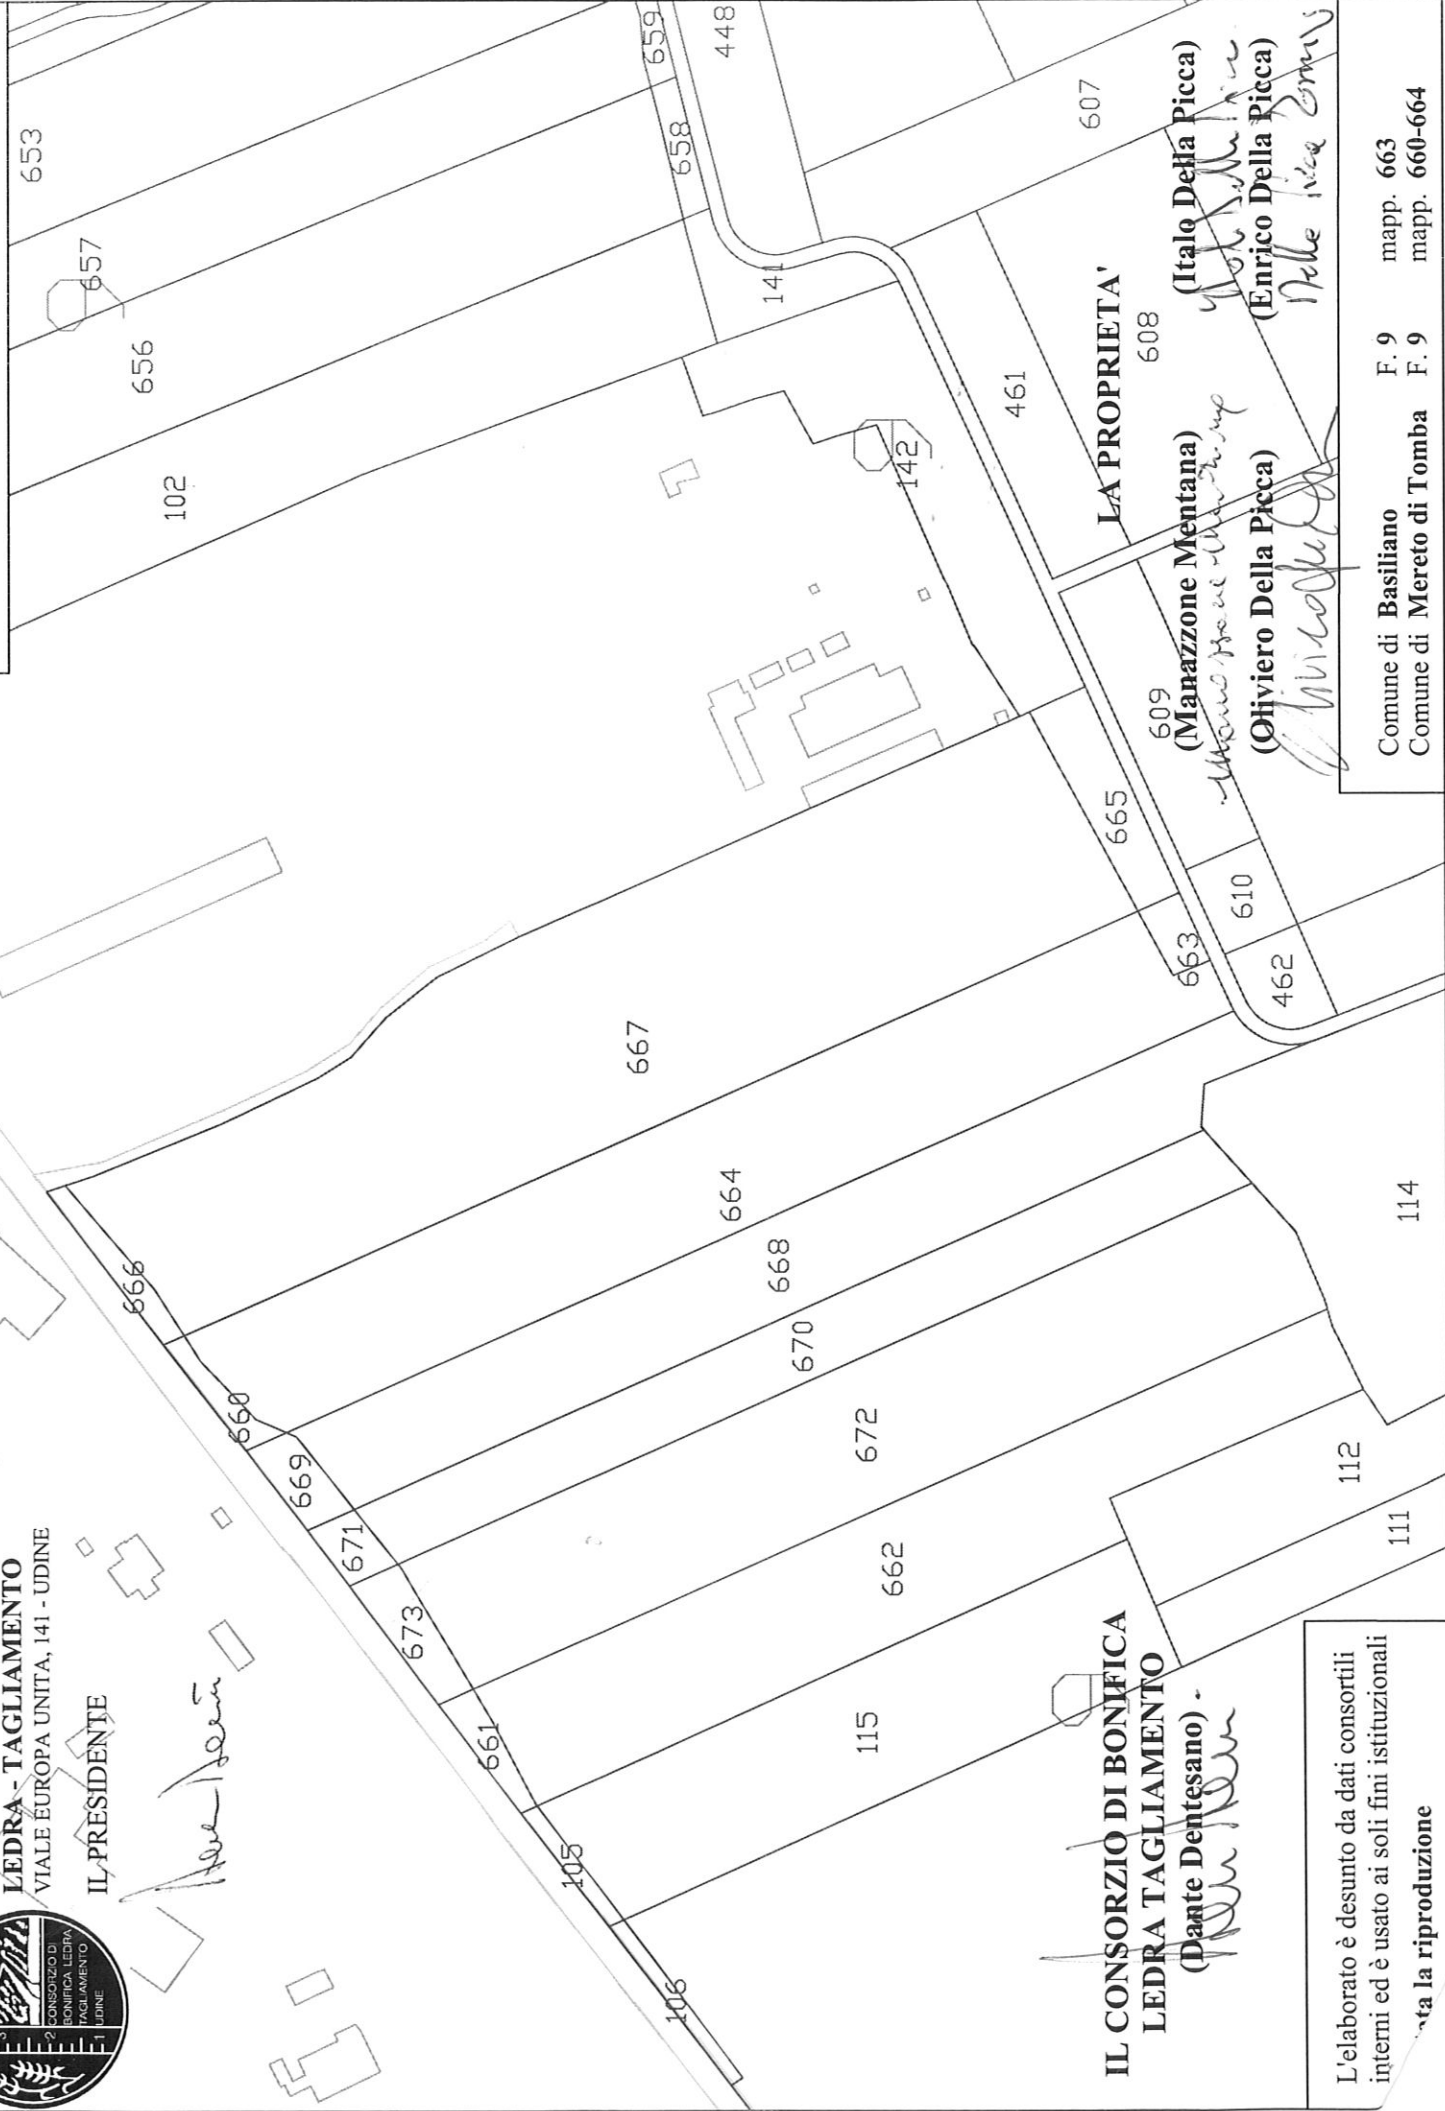 CONSORZIO DI
BONIFICA LEDRA
TAGLIAMENTO
UDINE
3
2
1
LEDRA - TAGLIAMENTO
VIALE EUROPA UNITA, 141 - UDINE
IL PRESIDENTE
653
657
656
102
659
448
658
141
142
607
608
461
609
665
610
663
462
667
664
668
670
672
662
115
666
660
669
671
673
661
105
106
114
112
111
LA PROPRIETA'
(Manazzone Mentana)
(Italo Della Picca)
(Oliviero Della Picca)
(Enrico Della Picca)
Comune di Basiliano F. 9 mapp. 663
Comune di Mereto di Tomba F. 9 mapp. 660-664
IL CONSORZIO DI BONIFICA
LEDRA TAGLIAMENTO
(Dante Dentesano)
L'elaborato è desunto da dati consortili
interni ed è usato ai soli fini istituzionali
la riproduzione